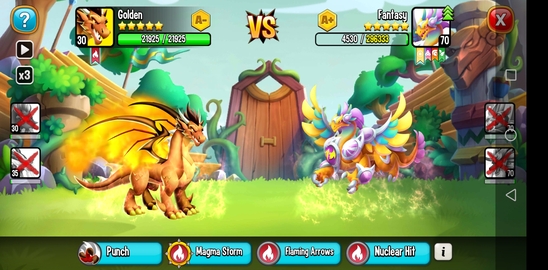 ?
Golden
A-
VS
A+
Fantasy
X
30
21925 / 21925
4530 / 286333
70
x3
30
35
70
Punch
Magma Storm
Flaming Arrows
Nuclear Hit
i